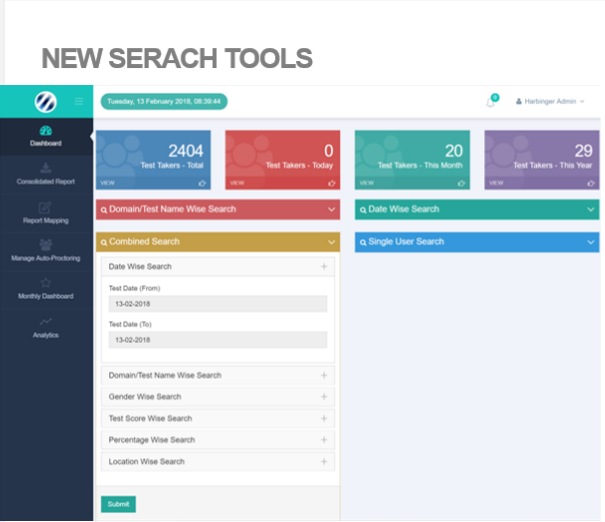 NEW SERACH TOOLS
Tuesday, 13 February 2018, 08:39:44
0
Harbinger Admin
Dashboard
Consolidated Report
Report Mapping
Manage Auto-Proctoring
Monthly Dashboard
Analytics
2404
Test Takers - Total
VIEW
0
Test Takers - Today
VIEW
20
Test Takers - This Month
VIEW
29
Test Takers - This Year
VIEW
Domain/Test Name Wise Search
Date Wise Search
Combined Search
Single User Search
Date Wise Search
Test Date (From)
13-02-2018
Test Date (To)
13-02-2018
Domain/Test Name Wise Search
Gender Wise Search
Test Score Wise Search
Percentage Wise Search
Location Wise Search
Submit